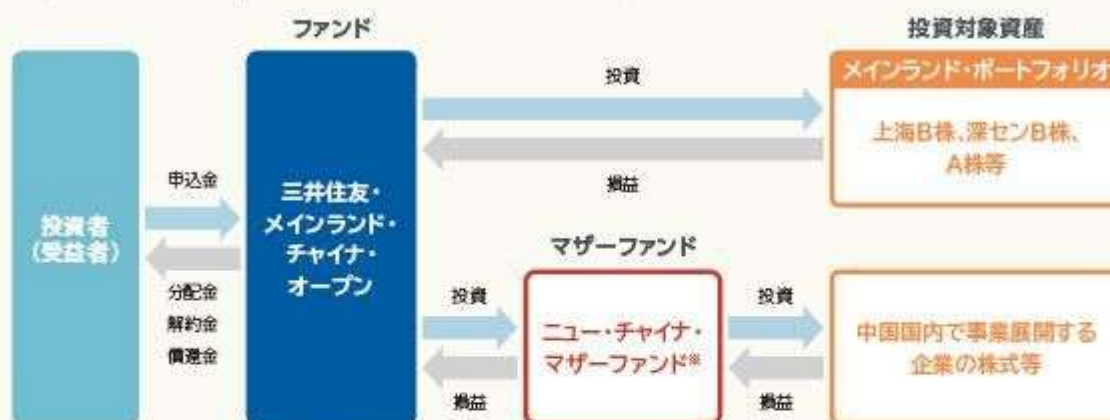 ファンド
投資対象資産
投資者
(受益者)
申込金
分配金
解約金
償還金
三井住友・
メインランド・
チャイナ・
オープン
投資
損益
メインランド・ポートフォリオ
上海B株、深センB株、
A株等
マザーファンド
投資
損益
ニュー・チャイナ・
マザーファンド※
投資
損益
中国国内で事業展開する
企業の株式等